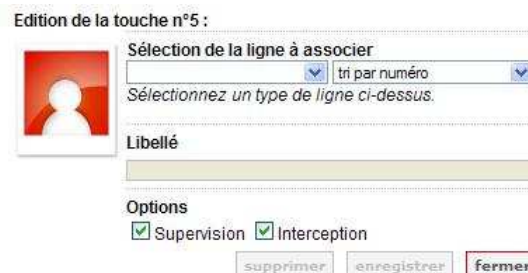 Edition de la touche n°5 :
Sélection de la ligne à associer
tri par numéro
Sélectionnez un type de ligne ci-dessus.
Libellé
Options
Supervision Interception
supprimer enregistrer fermer